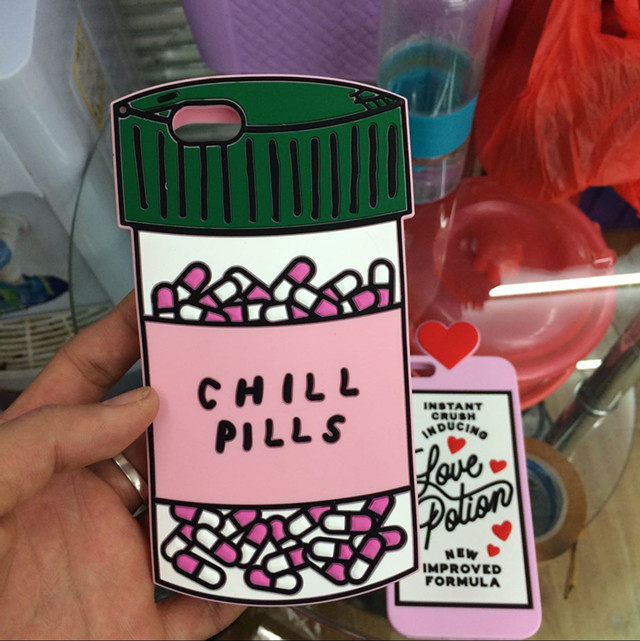 CHILL
PILLS
INSTANT
CRUSH
INDUCING
Love
Potion
NEW
IMPROVED
FORMULA